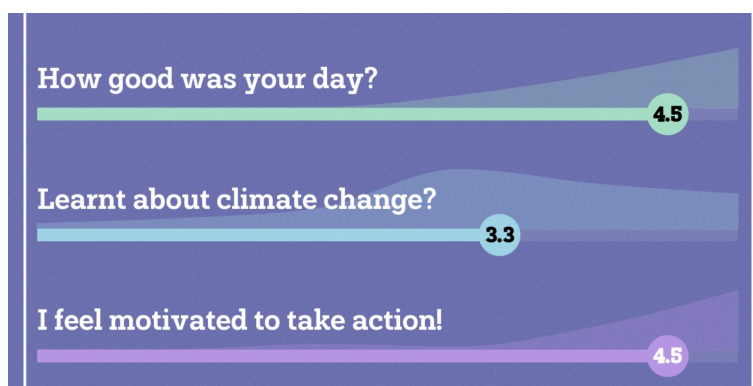 How good was your day?
4.5
Learnt about climate change?
3.3
I feel motivated to take action!
4.5